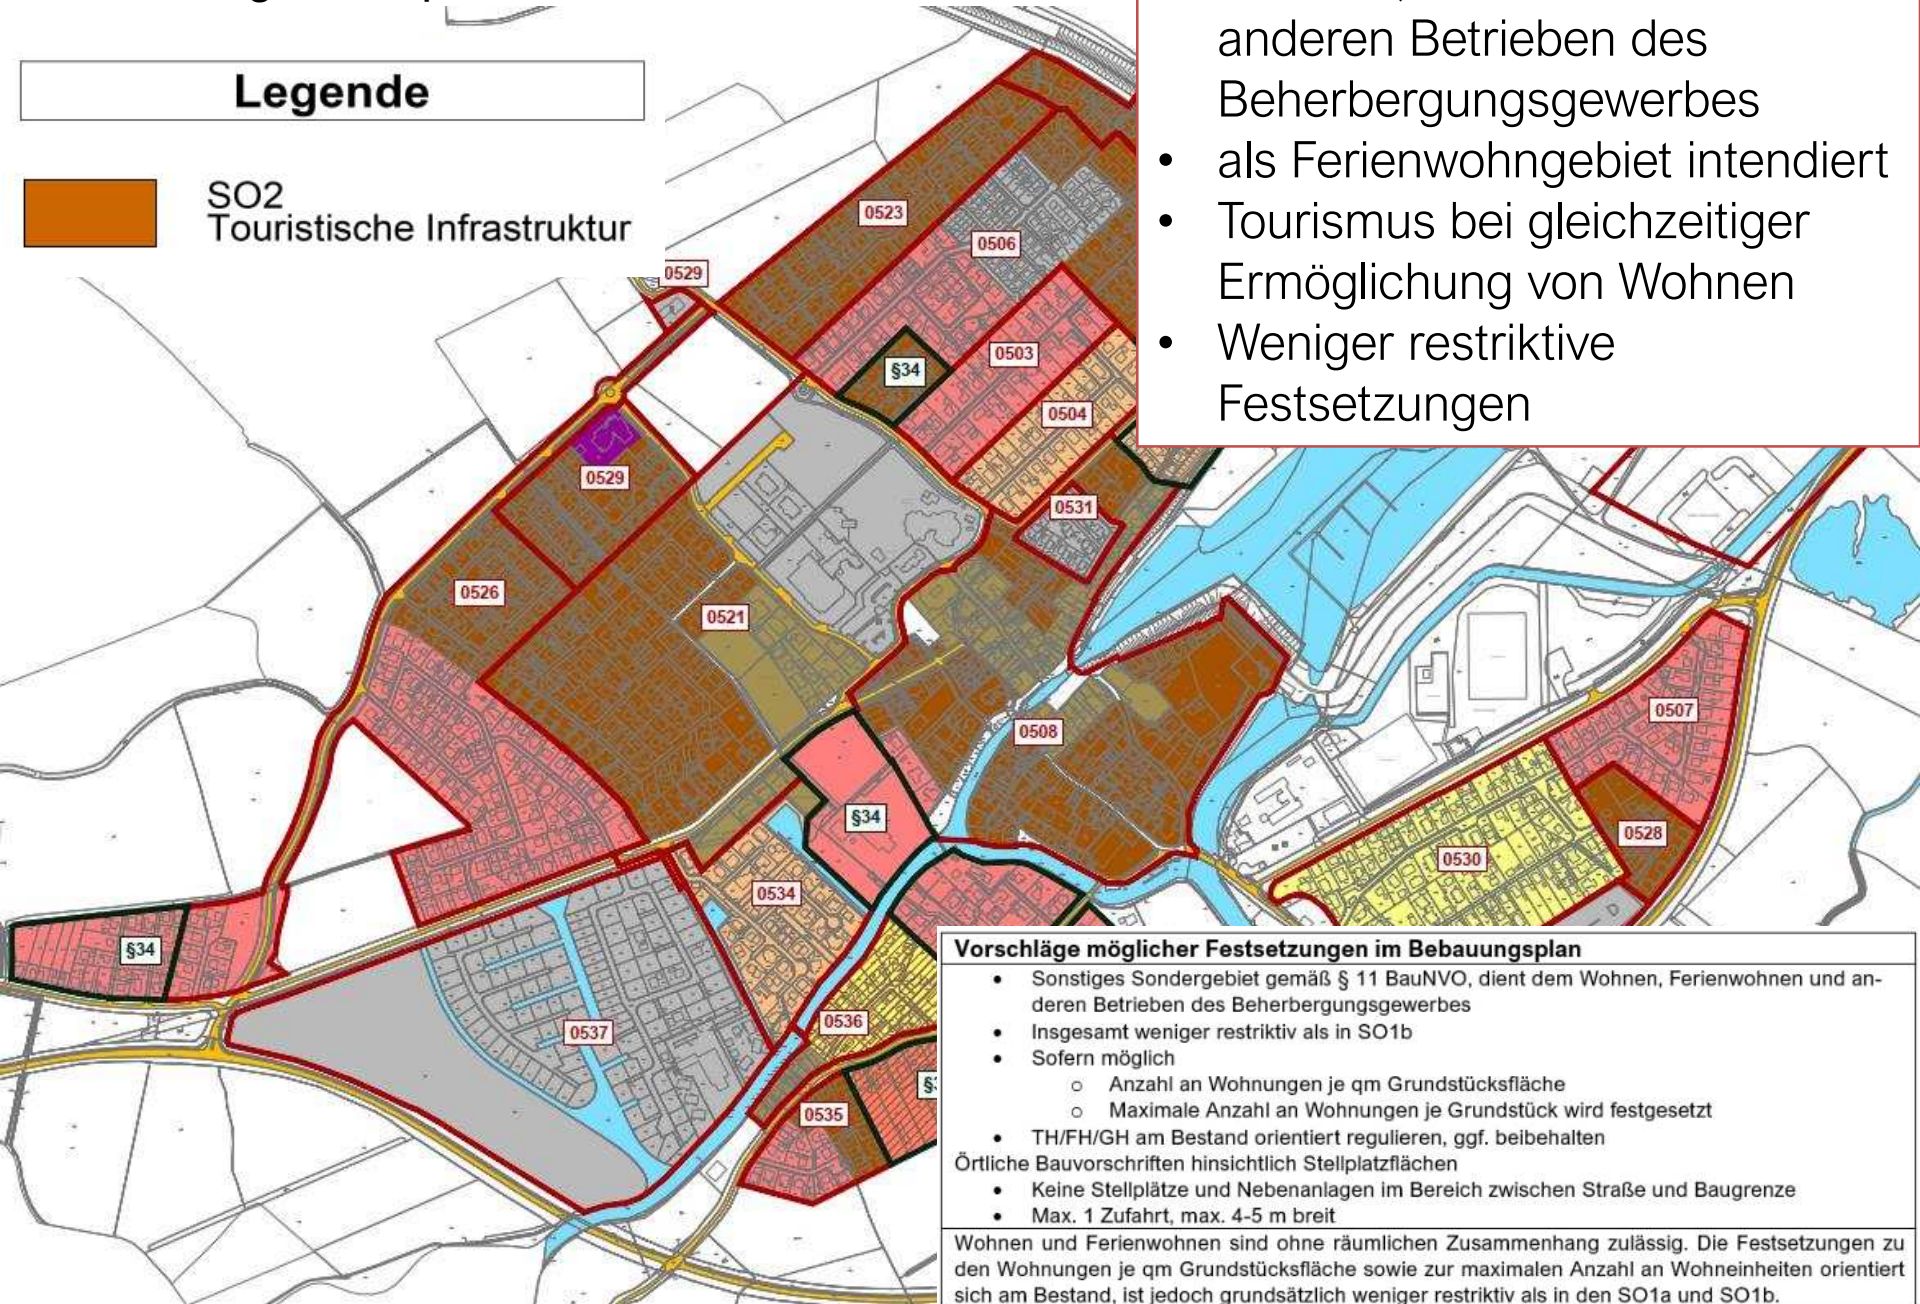 Legende
SO2
Touristische Infrastruktur
anderen Betrieben des
Beherbergungsgewerbes
• als Ferienwohngebiet intendiert
• Tourismus bei gleichzeitiger
Ermöglichung von Wohnen
• Weniger restriktive
Festsetzungen
0523
0506
0529
0503
§34
0504
0529
0531
0526
0521
0508
0507
§34
0528
0530
0534
§34
0537
0536
0535
Vorschläge möglicher Festsetzungen im Bebauungsplan
• Sonstiges Sondergebiet gemäß § 11 BauNVO, dient dem Wohnen, Ferienwohnen und an-
deren Betrieben des Beherbergungsgewerbes
• Insgesamt weniger restriktiv als in SO1b
• Sofern möglich
o Anzahl an Wohnungen je qm Grundstücksfläche
o Maximale Anzahl an Wohnungen je Grundstück wird festgesetzt
• TH/FH/GH am Bestand orientiert regulieren, ggf. beibehalten
Örtliche Bauvorschriften hinsichtlich Stellplatzflächen
• Keine Stellplätze und Nebenanlagen im Bereich zwischen Straße und Baugrenze
• Max. 1 Zufahrt, max. 4-5 m breit
Wohnen und Ferienwohnen sind ohne räumlichen Zusammenhang zulässig. Die Festsetzungen zu
den Wohnungen je qm Grundstücksfläche sowie zur maximalen Anzahl an Wohneinheiten orientiert
sich am Bestand, ist jedoch grundsätzlich weniger restriktiv als in den SO1a und SO1b.